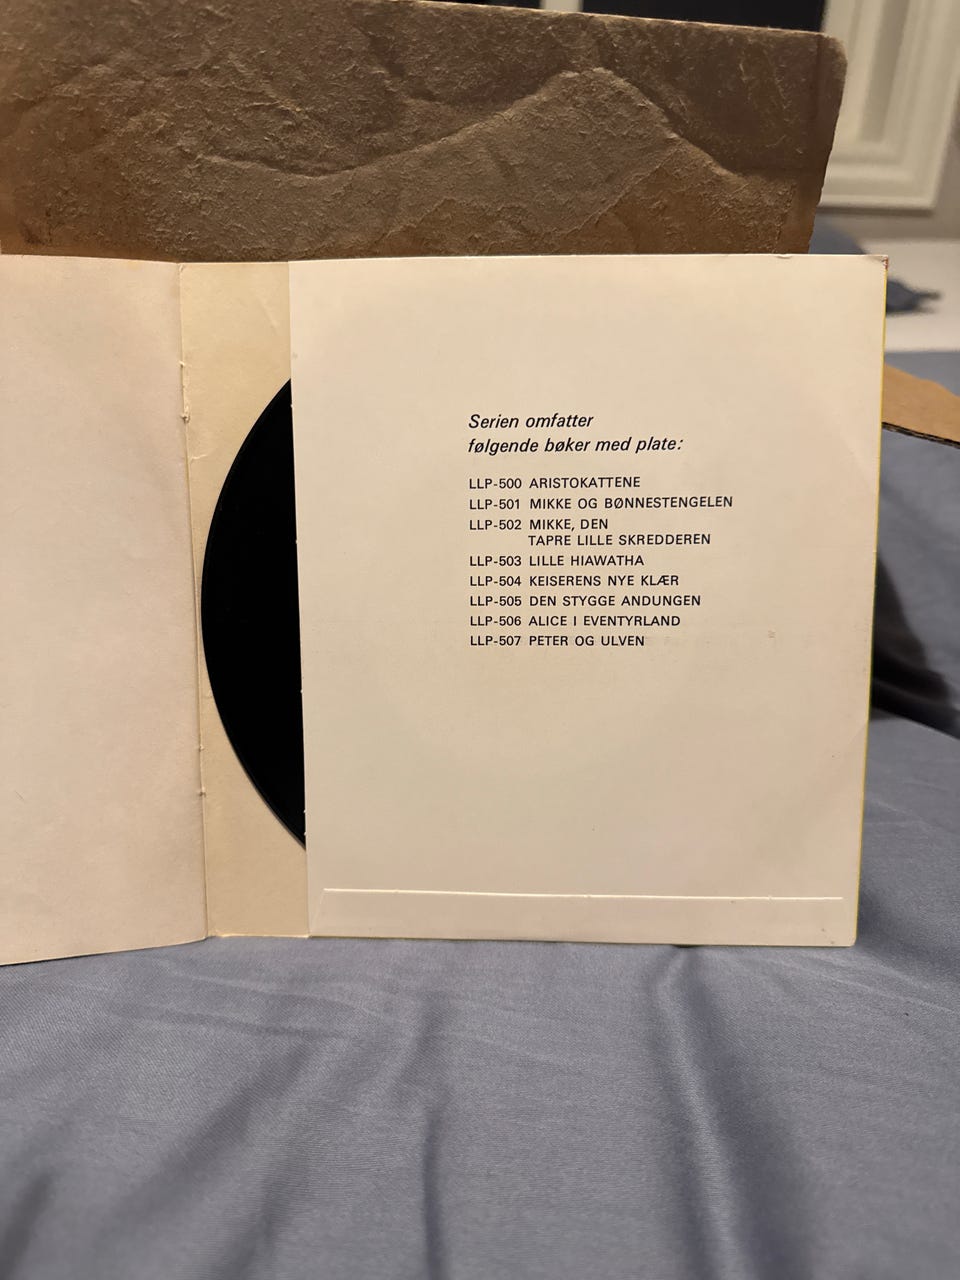 Serien omfatter
følgende bøker med plate:
LLP-500 ARISTOKATTENE
LLP-501 MIKKE OG BØNNESTENGELEN
LLP-502 MIKKE, DEN
TAPRE LILLE SKREDDEREN
LLP-503 LILLE HIAWATHA
LLP-504 KEISERENS NYE KLÆR
LLP-505 DEN STYGGE ANDUNGEN
LLP-506 ALICE I EVENTYRLAND
LLP-507 PETER OG ULVEN